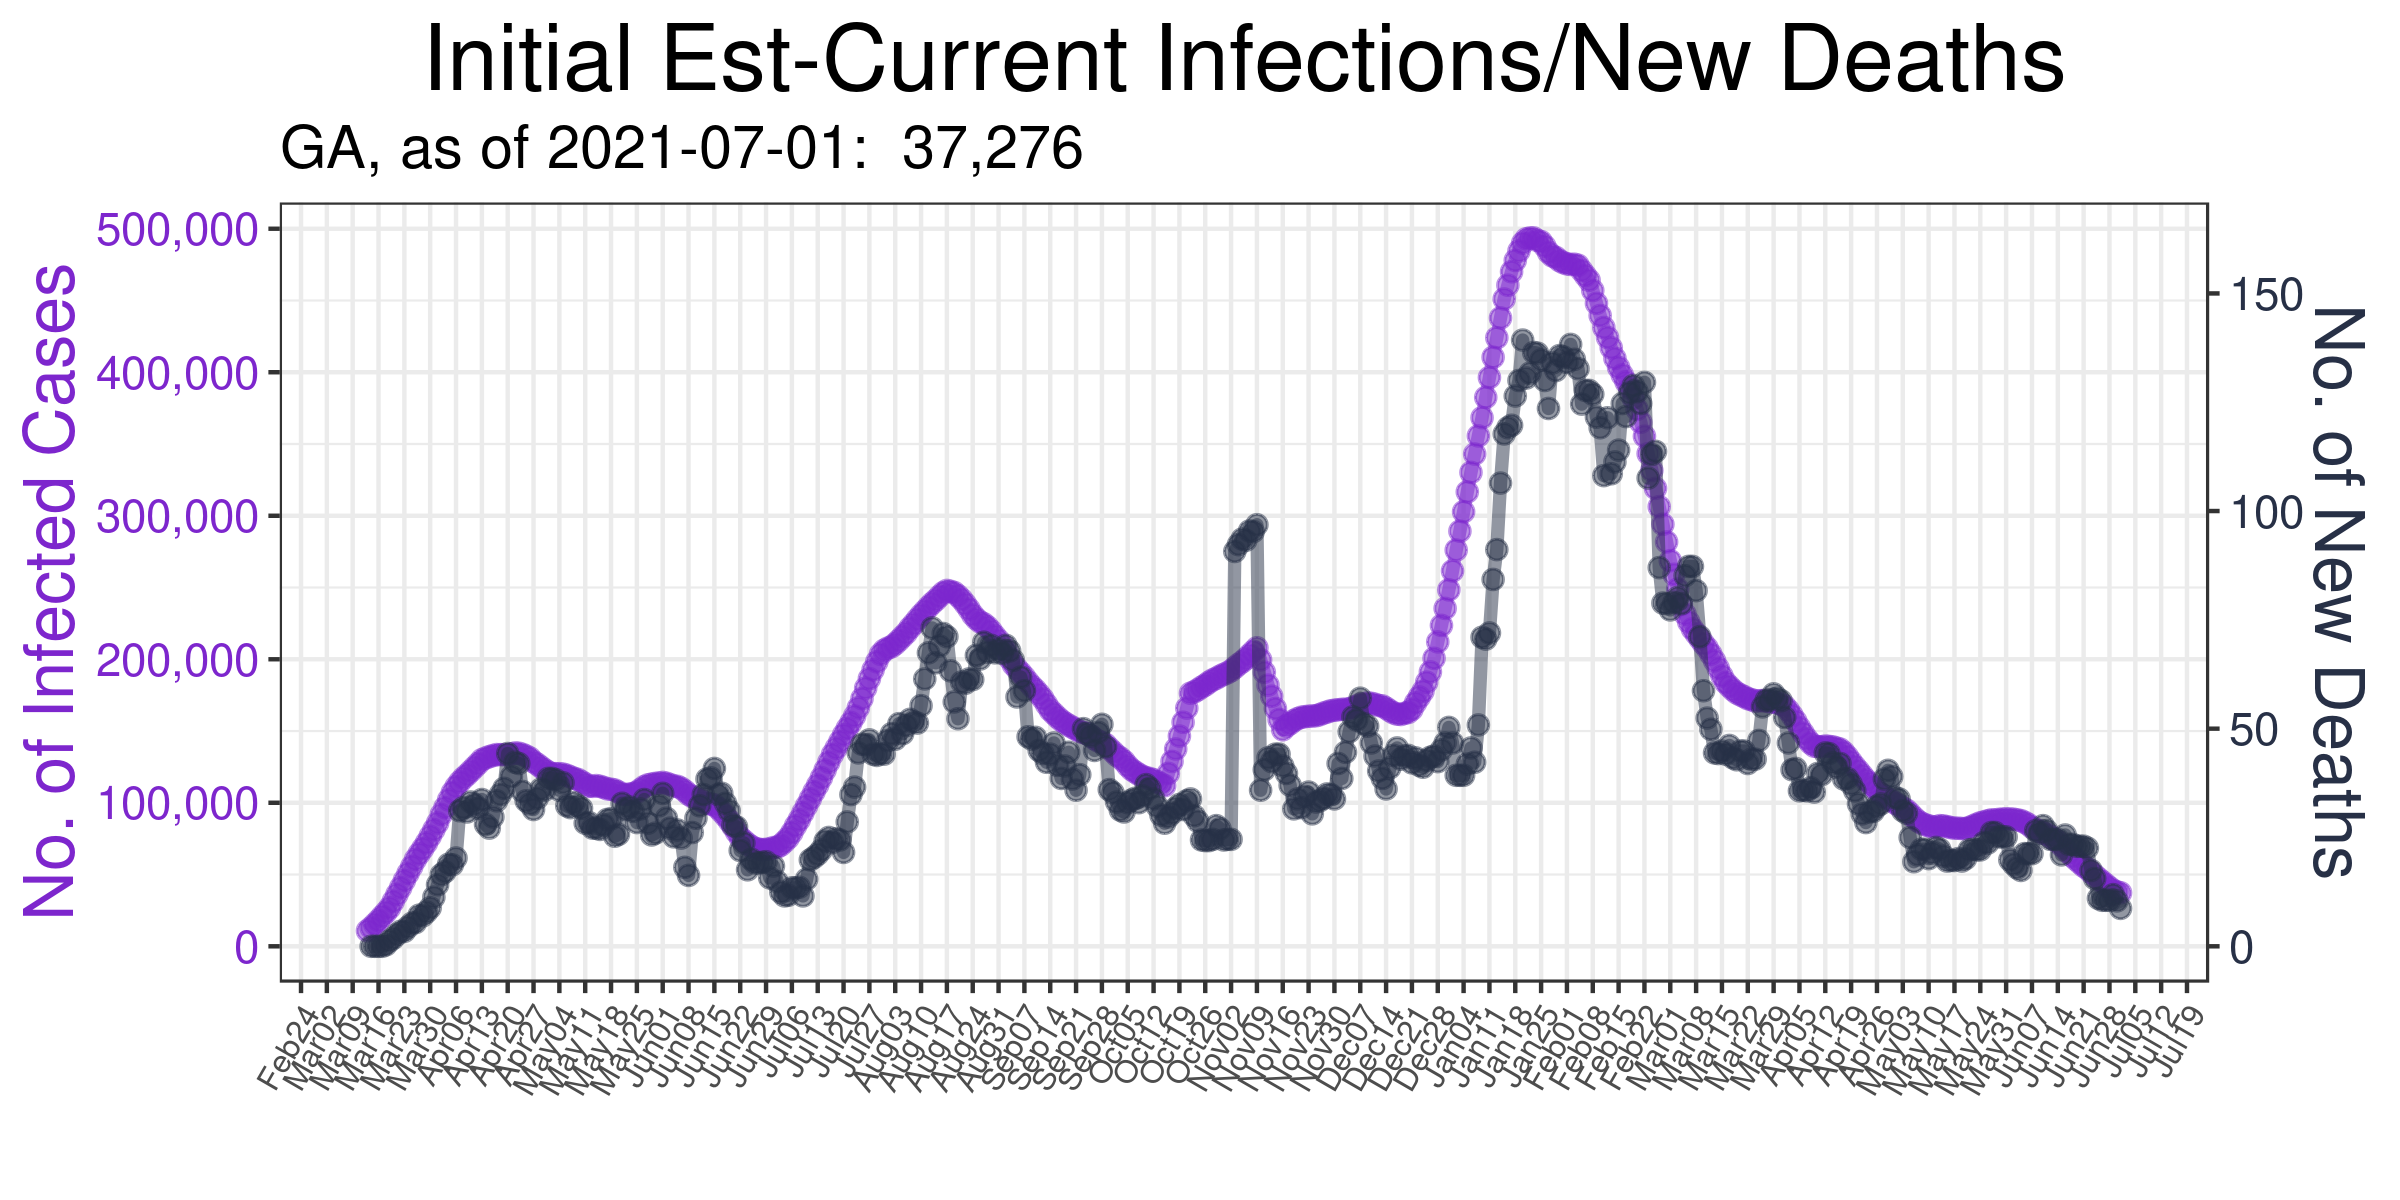 Initial Est-Current Infections/New Deaths
GA, as of 2021-07-01: 37,276
No. of Infected Cases
500,000
400,000
300,000
200,000
100,000
0
150
100
50
0
No. of New Deaths
Feb24
Mar02
Mar09
Mar16
Mar23
Mar30
Apr06
Apr13
Apr20
Apr27
May04
May11
May18
May25
Jun01
Jun08
Jun15
Jun22
Jun29
Jul06
Jul13
Jul20
Jul27
Aug03
Aug10
Aug17
Aug24
Aug31
Sep07
Sep14
Sep21
Sep28
Oct05
Oct12
Oct19
Oct26
Nov02
Nov09
Nov16
Nov23
Nov30
Dec07
Dec14
Dec21
Dec28
Jan04
Jan11
Jan18
Jan25
Feb01
Feb08
Feb15
Feb22
Mar01
Mar08
Mar15
Mar22
Mar29
Apr05
Apr12
Apr19
Apr26
May03
May10
May17
May24
May31
Jun07
Jun14
Jun21
Jun28
Jul05
Jul12
Jul19